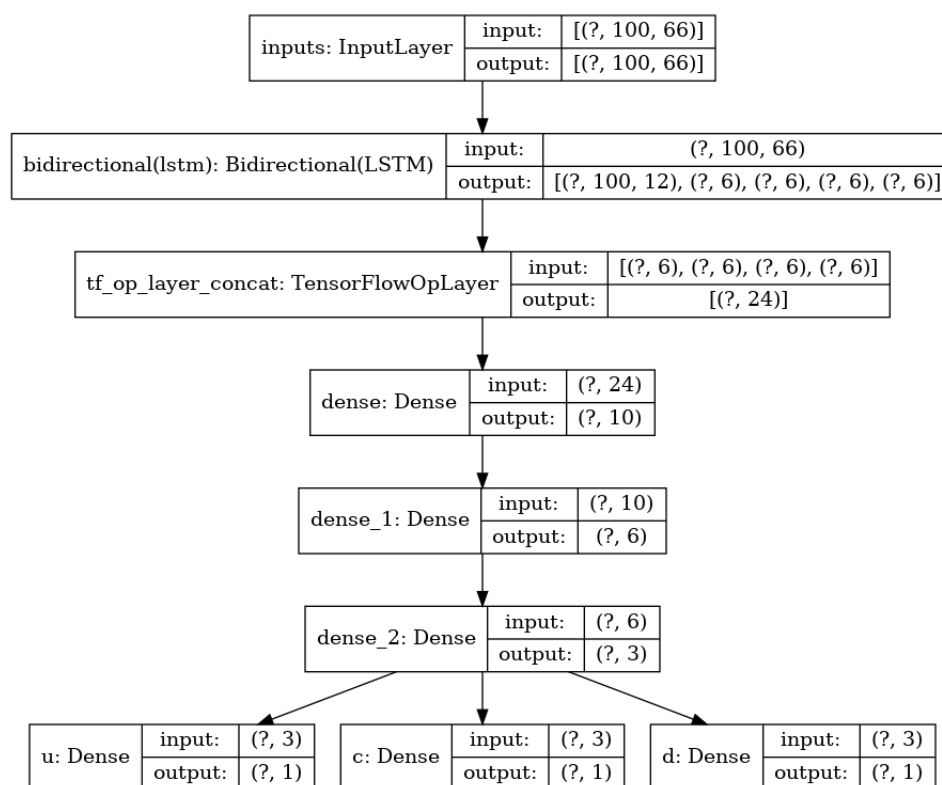 inputs: InputLayer
input: [(?, 100, 66)]
output: [(?, 100, 66)]
bidirectional(lstm): Bidirectional(LSTM)
input: (?, 100, 66)
output: [(?, 100, 12), (?, 6), (?, 6), (?, 6), (?, 6)]
tf_op_layer_concat: TensorFlowOpLayer
input: [(?, 6), (?, 6), (?, 6), (?, 6)]
output: [(?, 24)]
dense: Dense
input: (?, 24)
output: (?, 10)
dense_1: Dense
input: (?, 10)
output: (?, 6)
dense_2: Dense
input: (?, 6)
output: (?, 3)
u: Dense
input: (?, 3)
output: (?, 1)
c: Dense
input: (?, 3)
output: (?, 1)
d: Dense
input: (?, 3)
output: (?, 1)